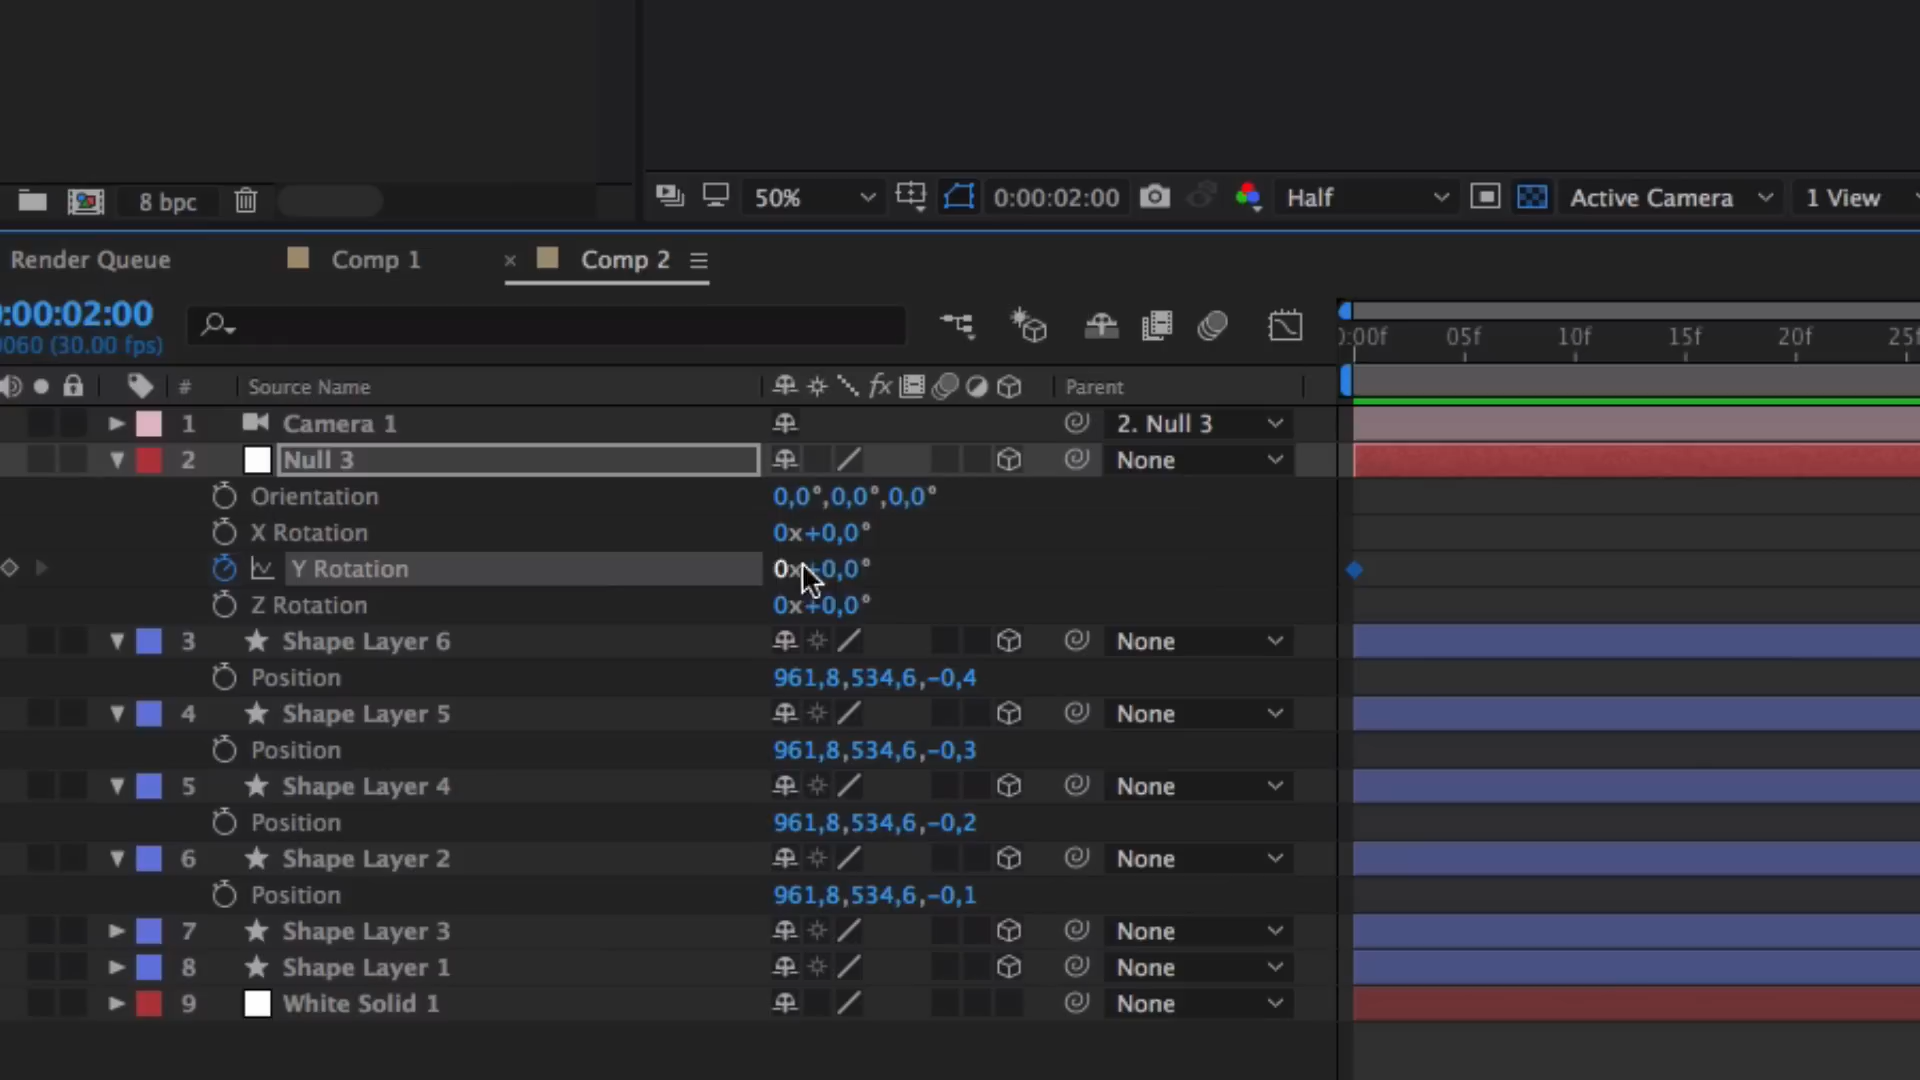 8 bpc
50%
0:00:02:00
Half
Active Camera
1 View
Render Queue
Comp 1
× Comp 2
0:00:02:00
0060 (30.00 fps)
0:00f 05f 10f 15f 20f 25f
# Source Name fx Parent
1 Camera 1 2. Null 3
2 Null 3 None
Orientation 0,0°,0,0°,0,0°
X Rotation 0x+0,0°
Y Rotation 0x+0,0°
Z Rotation 0x+0,0°
3 Shape Layer 6 None
Position 961,8,534,6,-0,4
4 Shape Layer 5 None
Position 961,8,534,6,-0,3
5 Shape Layer 4 None
Position 961,8,534,6,-0,2
6 Shape Layer 2 None
Position 961,8,534,6,-0,1
7 Shape Layer 3 None
8 Shape Layer 1 None
9 White Solid 1 None